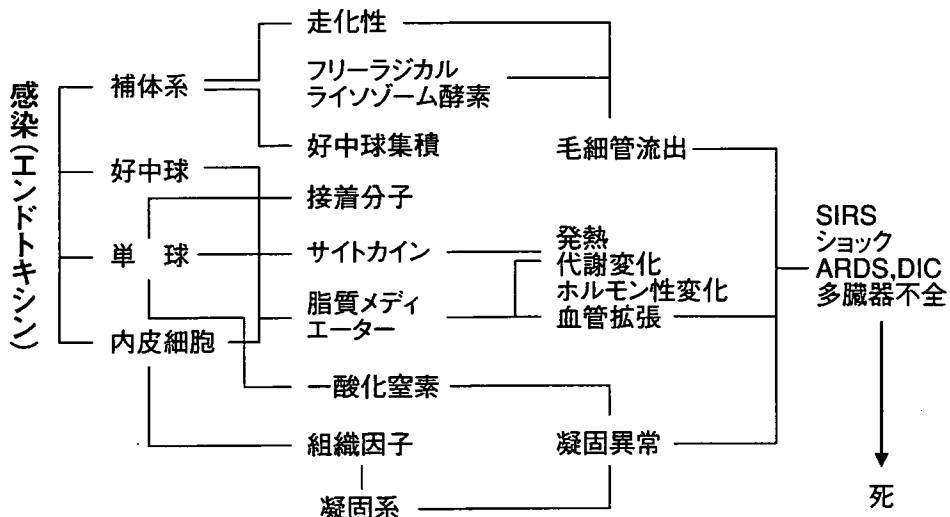 感染(エンドトキシン)
補体系
好中球
単 球
内皮細胞
走化性
フリーラジカル
ライソゾーム酵素
好中球集積
接着分子
サイトカイン
脂質メディ
エーター
一酸化窒素
組織因子
凝固系
毛細管流出
発熱
代謝変化
ホルモン性変化
血管拡張
凝固異常
SIRS
ショック
ARDS,DIC
多臓器不全
死